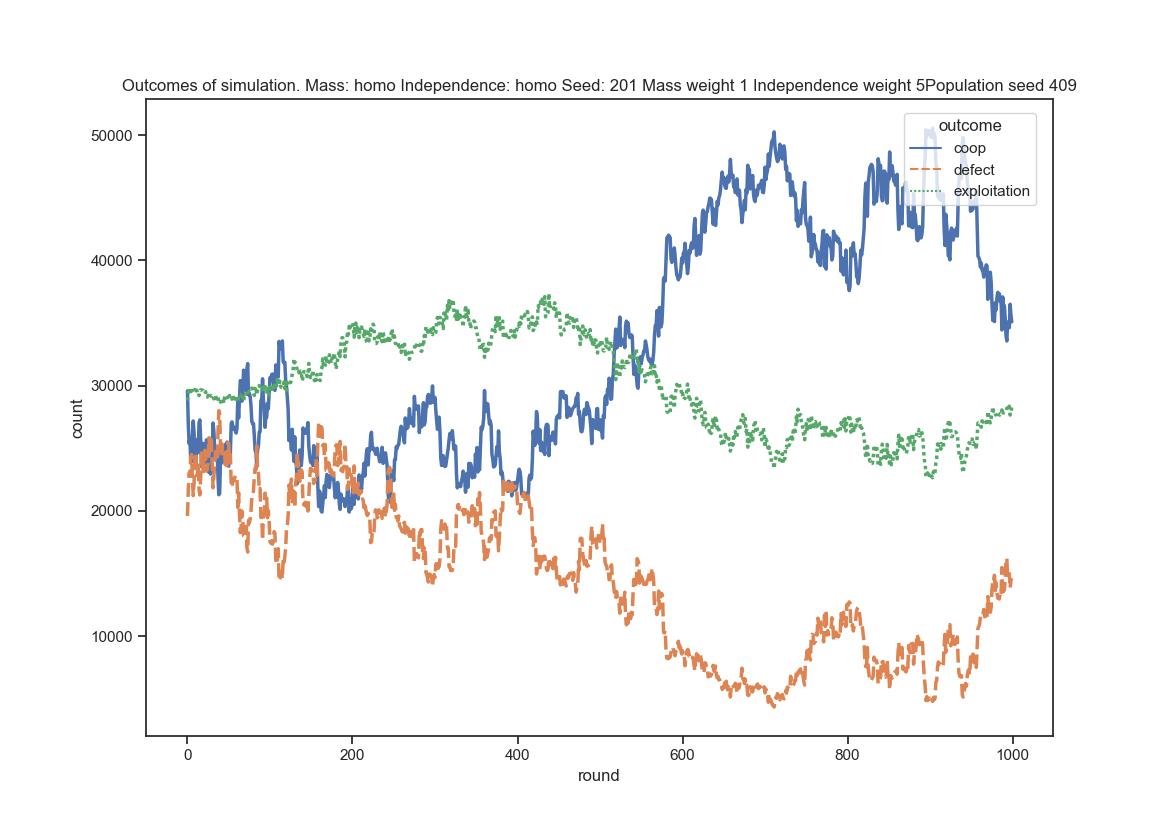 Outcomes of simulation. Mass: homo Independence: homo Seed: 201 Mass weight 1 Independence weight 5Population seed 409
outcome
coop
defect
exploitation
50000
40000
30000
20000
10000
count
0 200 400 600 800 1000
round